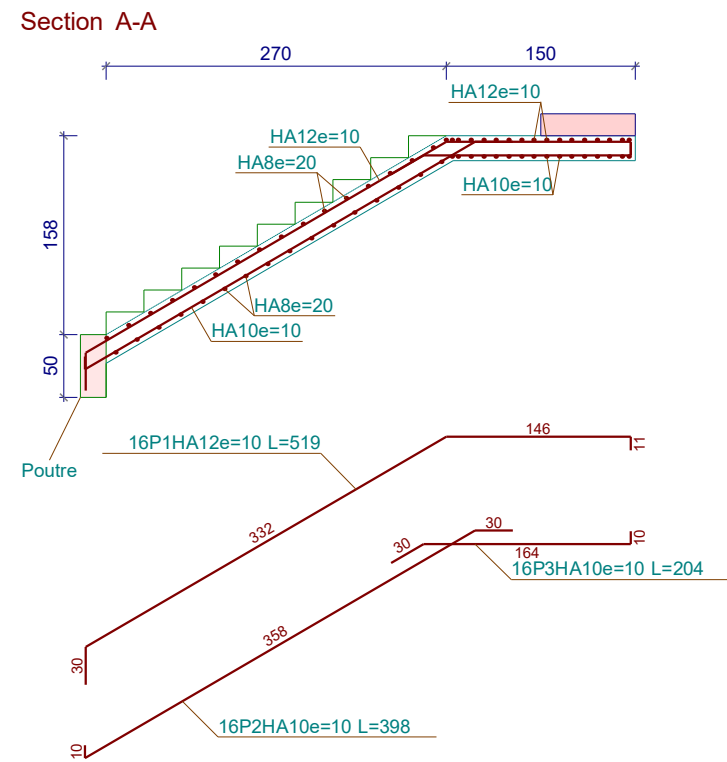 Section A-A
270
150
HA12e=10
HA12e=10
HA8e=20
HA10e=10
158
HA8e=20
HA10e=10
50
Poutre
16P1HA12e=10 L=519
146
11
332
30
30
30
164
10
16P3HA10e=10 L=204
358
16P2HA10e=10 L=398
10